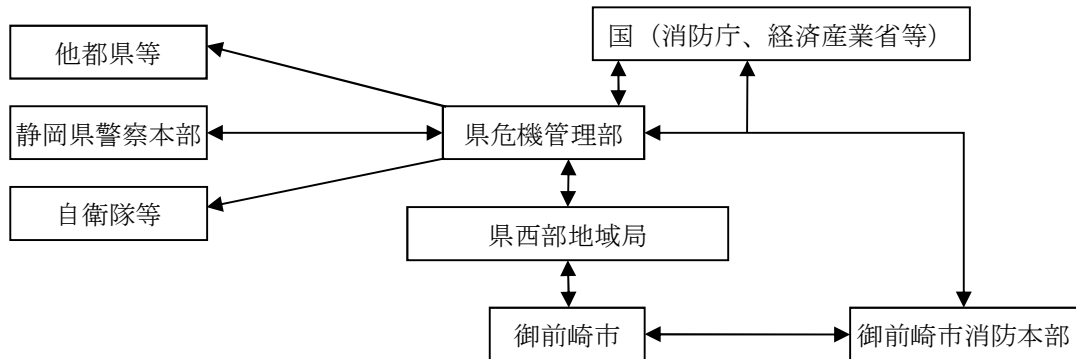 国（消防庁、経済産業省等）
他都県等
静岡県警察本部
県危機管理部
自衛隊等
県西部地域局
御前崎市
御前崎市消防本部